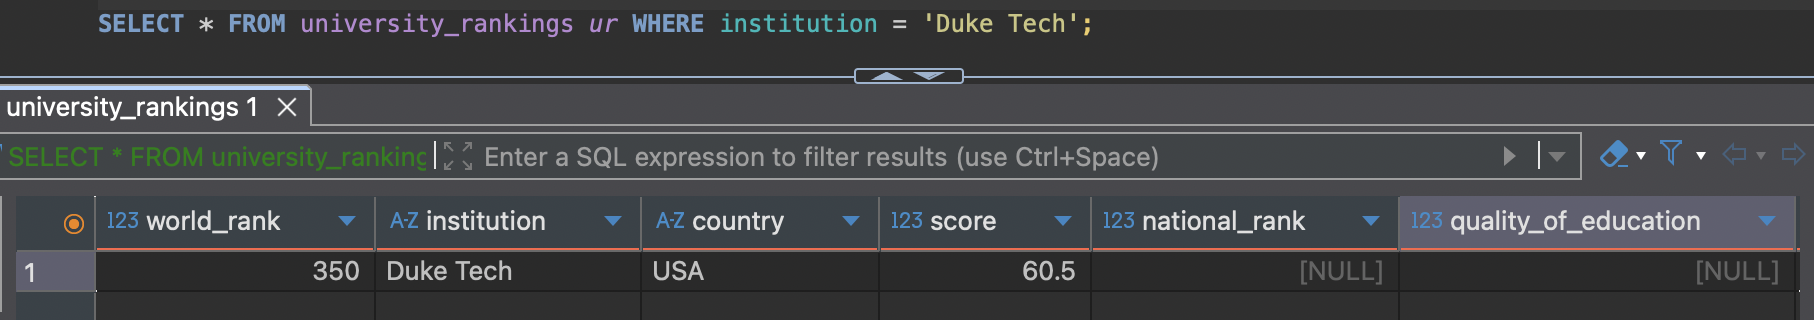 SELECT * FROM university_rankings ur WHERE institution = 'Duke Tech';
university_rankings 1
SELECT * FROM university_ranking Enter a SQL expression to filter results (use Ctrl+Space)
123 world_rank A-Z institution A-Z country 123 score 123 national_rank 123 quality_of_education
1 350 Duke Tech USA 60.5 [NULL] [NULL]